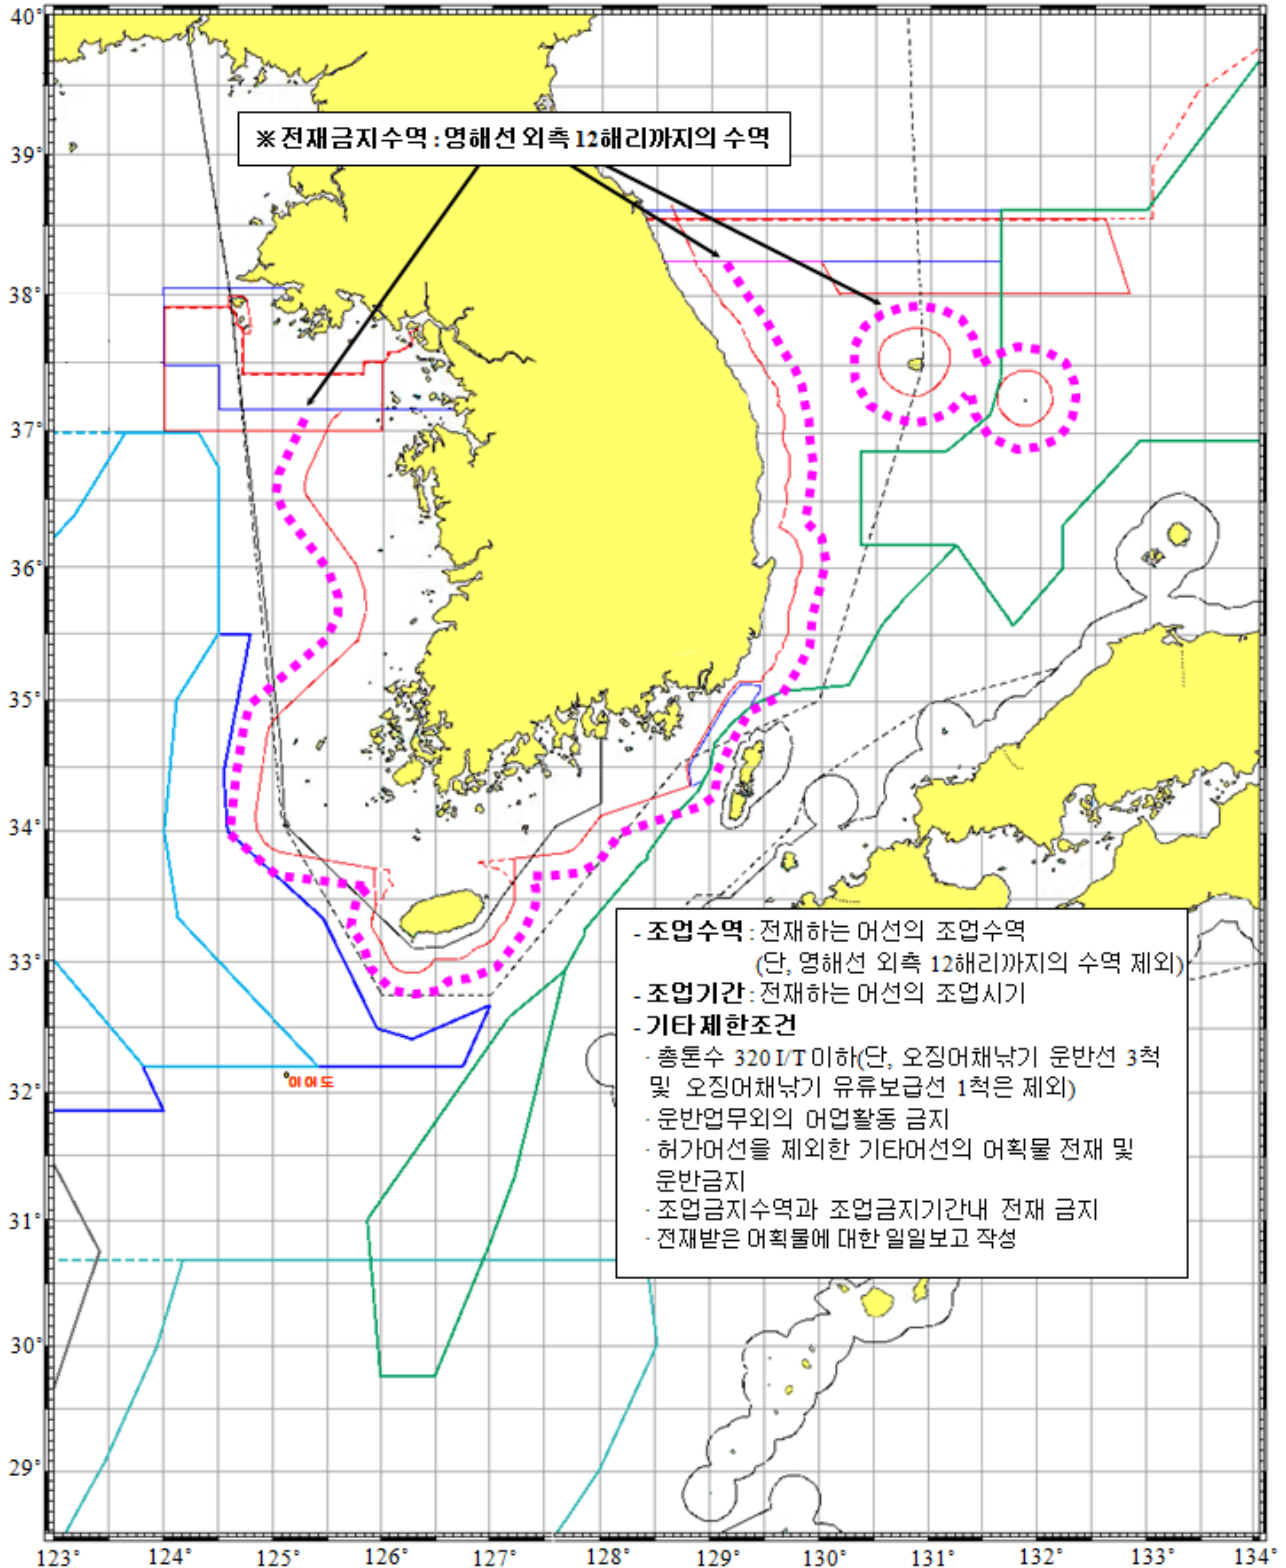 40°
※ 전재금지수역 : 영해선 외측 12해리까지의 수역
39°
38°
37°
36°
35°
34°
33°
32°
31°
30°
29°
이어도
- 조업수역 : 전재하는 어선의 조업수역
(단, 영해선 외측 12해리까지의 수역 제외)
- 조업기간 : 전재하는 어선의 조업시기
- 기타제한조건
· 총톤수 320 I/T 이하(단, 오징어채낚기 운반선 3척
및 오징어채낚기 유류보급선 1척은 제외)
· 운반업무외의 어업활동 금지
· 허가어선을 제외한 기타어선의 어획물 전재 및
운반금지
· 조업금지수역과 조업금지기간내 전재 금지
· 전재받은 어획물에 대한 일일보고 작성
123° 124° 125° 126° 127° 128° 129° 130° 131° 132° 133° 134°